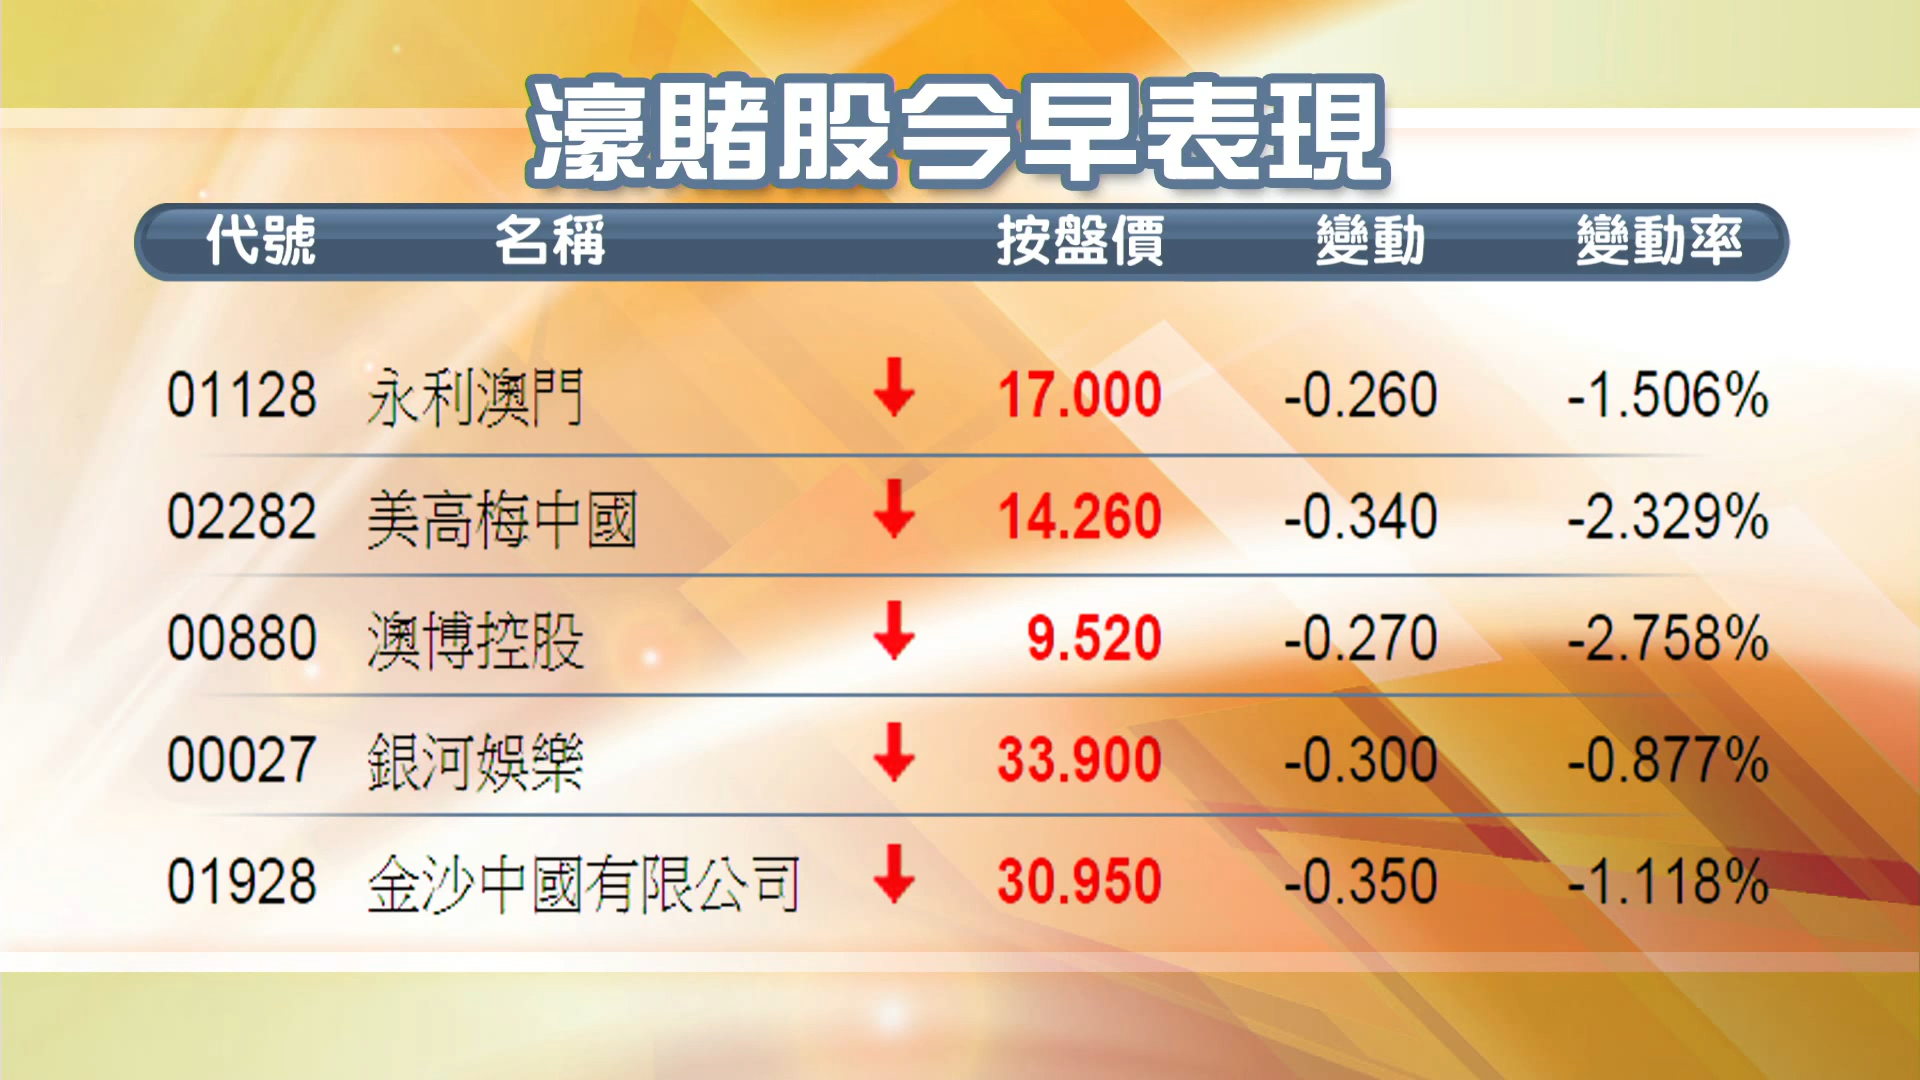 濠賭股今早表現
代號 名稱 按盤價 變動 變動率
01128 永利澳門 17.000 -0.260 -1.506%
02282 美高梅中國 14.260 -0.340 -2.329%
00880 澳博控股 9.520 -0.270 -2.758%
00027 銀河娛樂 33.900 -0.300 -0.877%
01928 金沙中國有限公司 30.950 -0.350 -1.118%